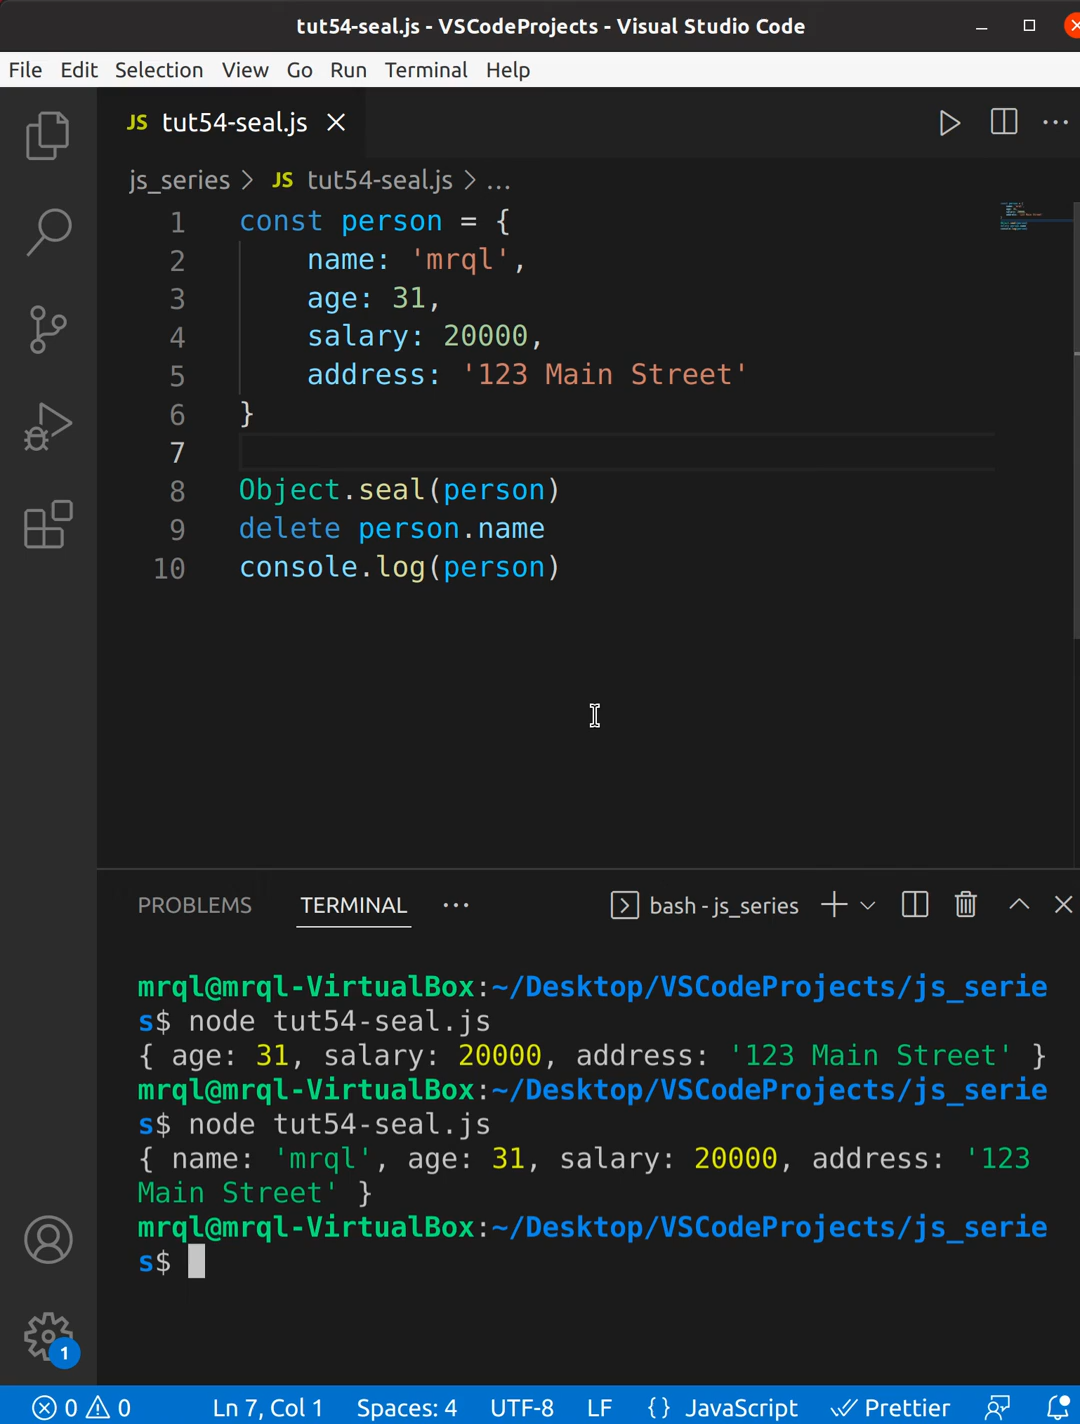 tut54-seal.js - VSCodeProjects - Visual Studio Code
File Edit Selection View Go Run Terminal Help
JS tut54-seal.js
js_series > JS tut54-seal.js > ...
1 const person = {
2     name: 'mrql',
3     age: 31,
4     salary: 20000,
5     address: '123 Main Street'
6 }
7
8 Object.seal(person)
9 delete person.name
10 console.log(person)
PROBLEMS TERMINAL ... bash - js_series
mrql@mrql-VirtualBox:~/Desktop/VSCodeProjects/js_serie
s$ node tut54-seal.js
{ age: 31, salary: 20000, address: '123 Main Street' }
mrql@mrql-VirtualBox:~/Desktop/VSCodeProjects/js_serie
s$ node tut54-seal.js
{ name: 'mrql', age: 31, salary: 20000, address: '123
Main Street' }
mrql@mrql-VirtualBox:~/Desktop/VSCodeProjects/js_serie
s$
1
0 0 Ln 7, Col 1 Spaces: 4 UTF-8 LF {} JavaScript Prettier